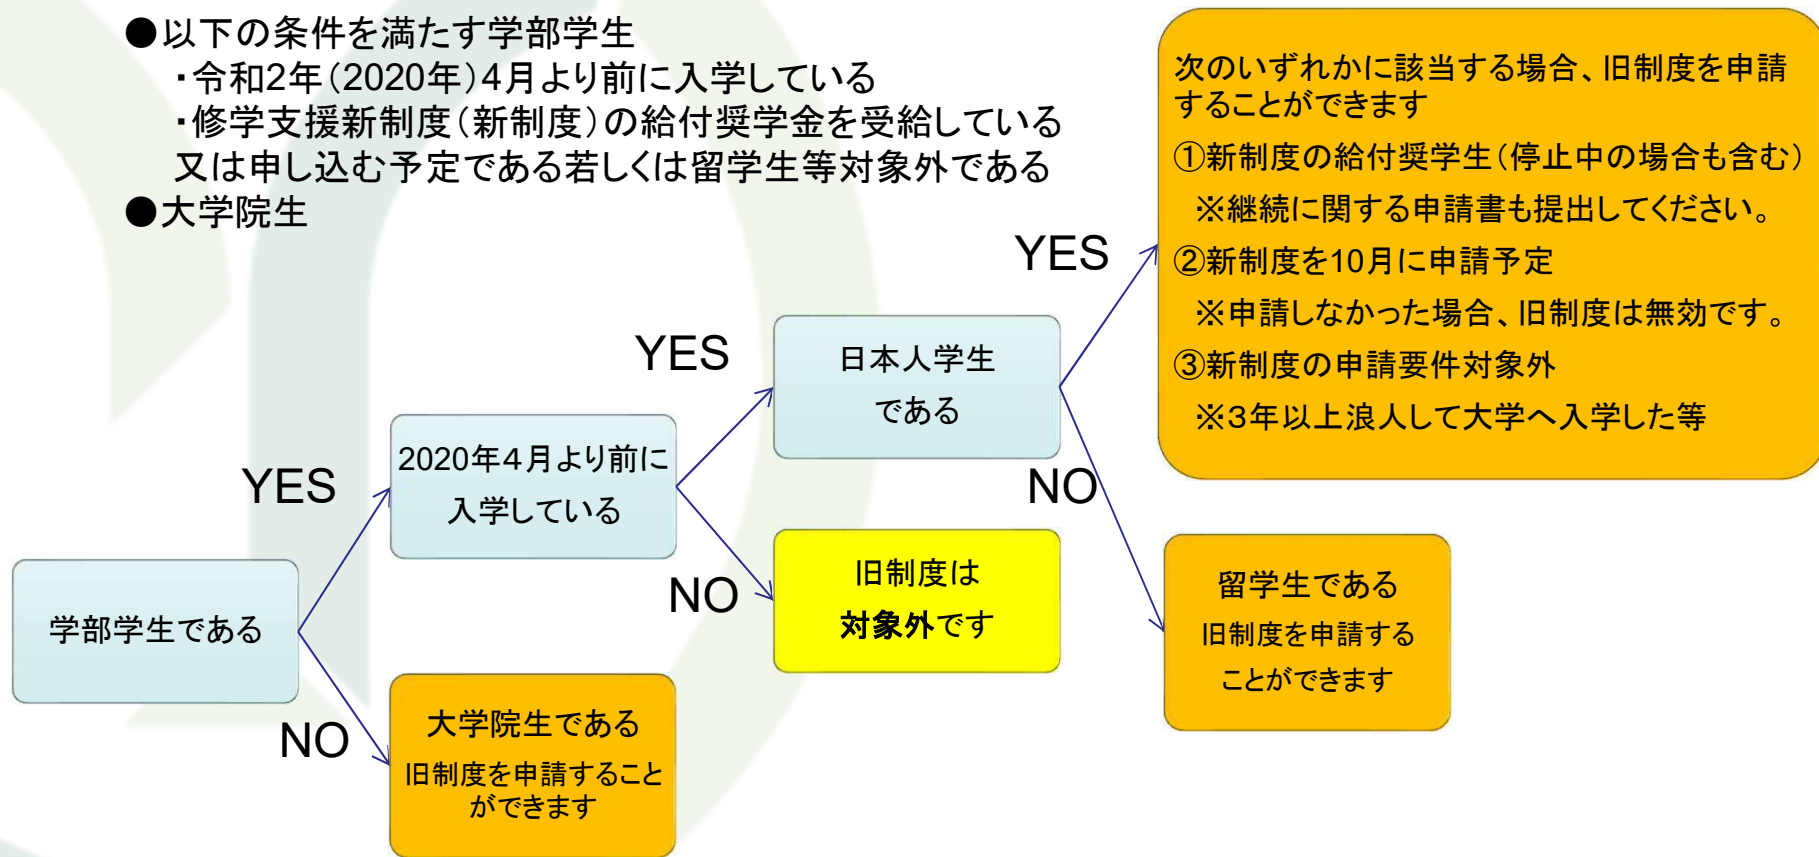 ●以下の条件を満たす学部学生
・令和2年(2020年)4月より前に入学している
・修学支援新制度(新制度)の給付奨学金を受給している
又は申し込む予定である若しくは留学生等対象外である
●大学院生
次のいずれかに該当する場合、旧制度を申請
することができます
①新制度の給付奨学生(停止中の場合も含む)
※継続に関する申請書も提出してください。
②新制度を10月に申請予定
※申請しなかった場合、旧制度は無効です。
③新制度の申請要件対象外
※3年以上浪人して大学へ入学した等
YES
YES
日本人学生
である
YES
2020年4月より前に
入学している
NO
学部学生である
NO
旧制度は
対象外です
留学生である
旧制度を申請する
ことができます
NO
大学院生である
旧制度を申請すること
ができます